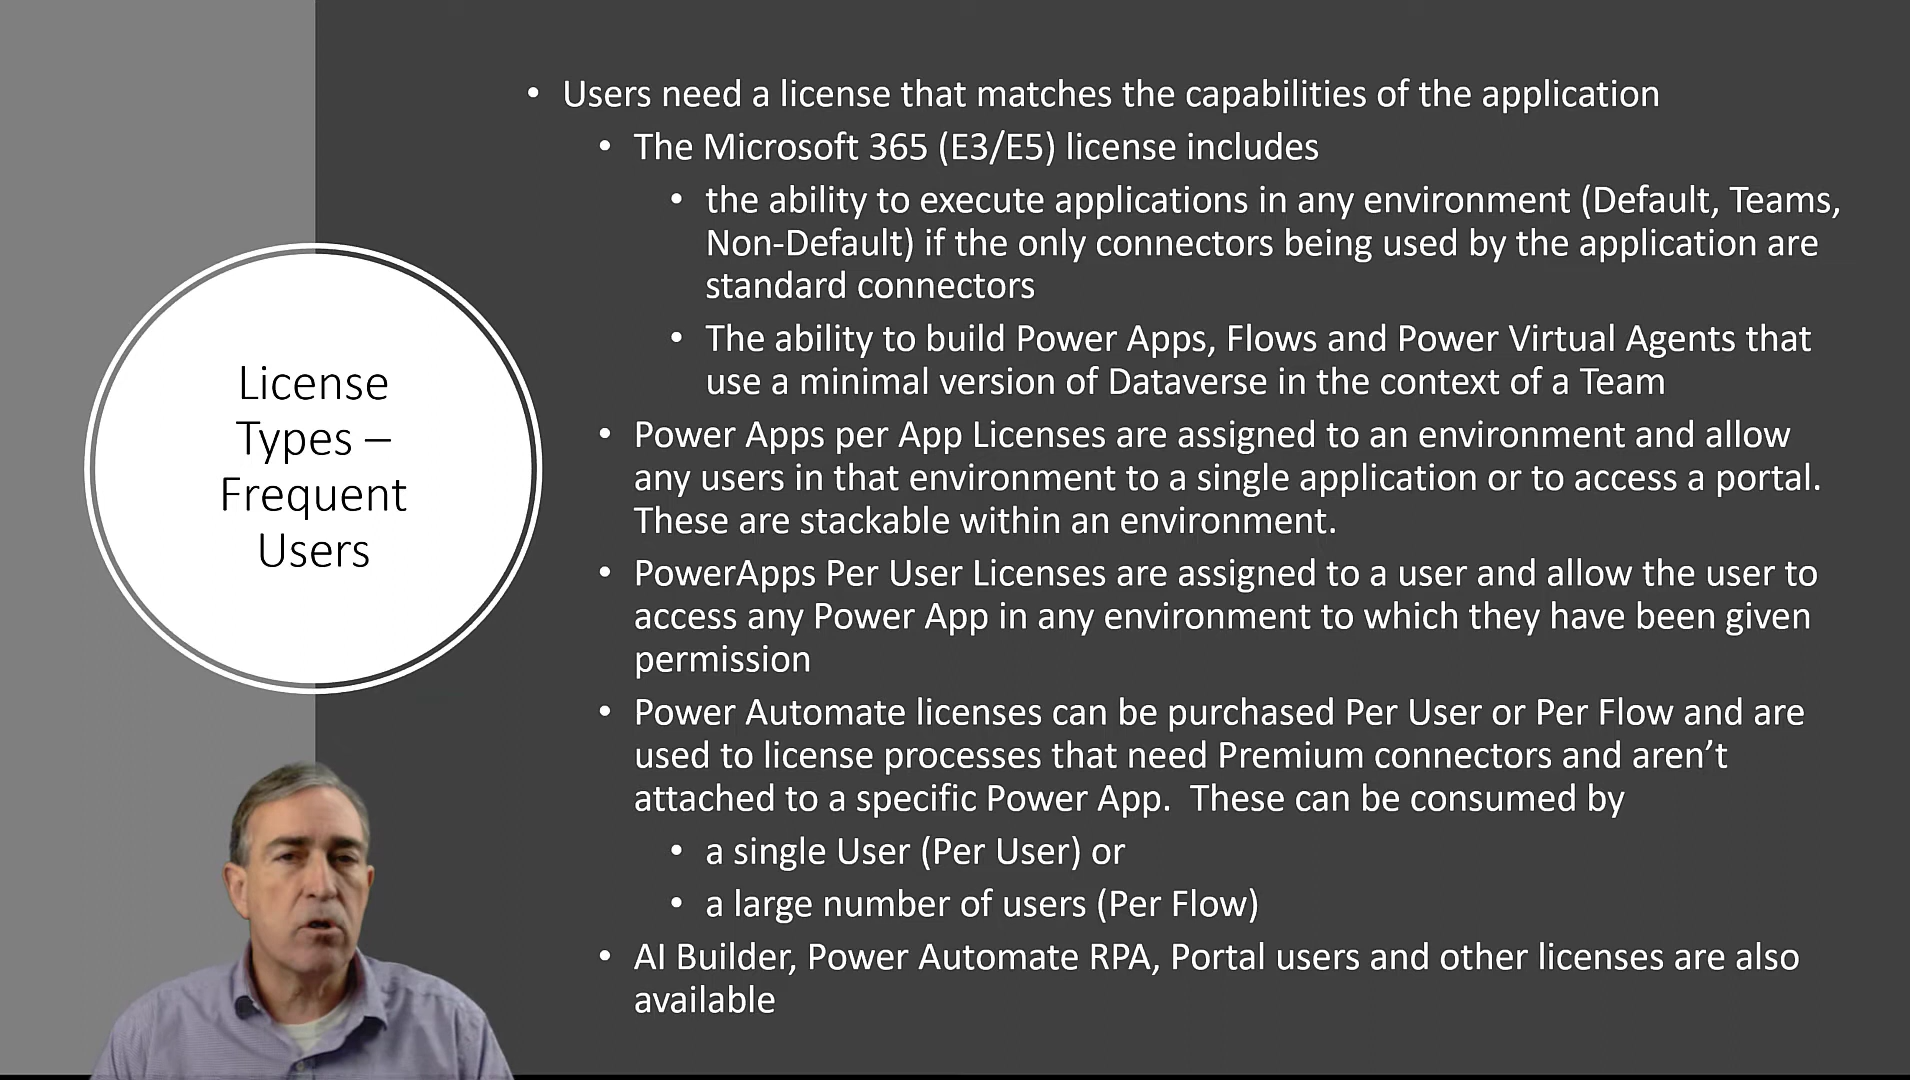 License
Types –
Frequent
Users
• Users need a license that matches the capabilities of the application
• The Microsoft 365 (E3/E5) license includes
• the ability to execute applications in any environment (Default, Teams,
Non-Default) if the only connectors being used by the application are
standard connectors
• The ability to build Power Apps, Flows and Power Virtual Agents that
use a minimal version of Dataverse in the context of a Team
• Power Apps per App Licenses are assigned to an environment and allow
any users in that environment to a single application or to access a portal.
These are stackable within an environment.
• PowerApps Per User Licenses are assigned to a user and allow the user to
access any Power App in any environment to which they have been given
permission
• Power Automate licenses can be purchased Per User or Per Flow and are
used to license processes that need Premium connectors and aren’t
attached to a specific Power App.  These can be consumed by
• a single User (Per User) or
• a large number of users (Per Flow)
• AI Builder, Power Automate RPA, Portal users and other licenses are also
available